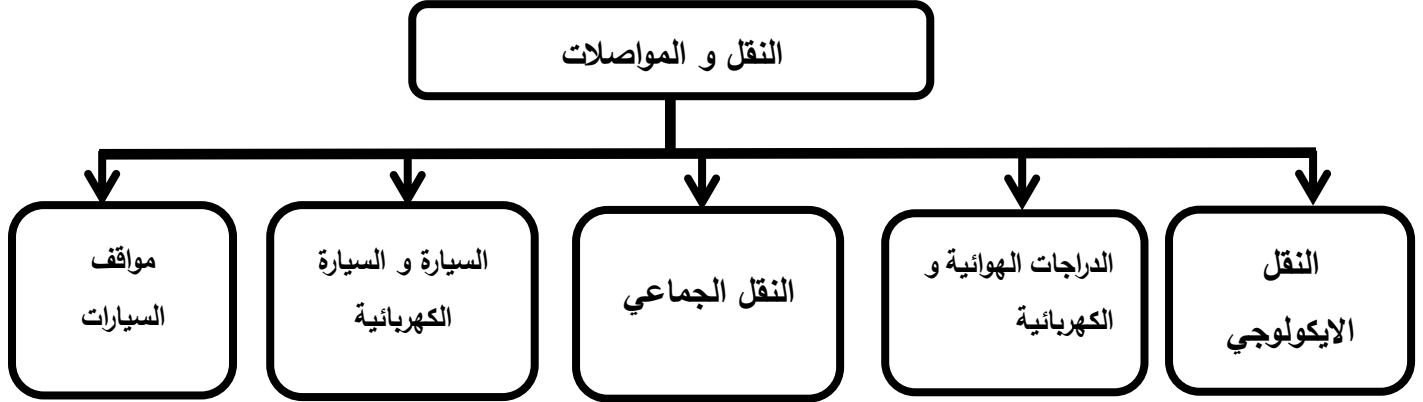 النقل و المواصلات
النقل
الايكولوجي
الدراجات الهوائية و
الكهربائية
النقل الجماعي
السيارة و السيارة
الكهربائية
مواقف
السيارات